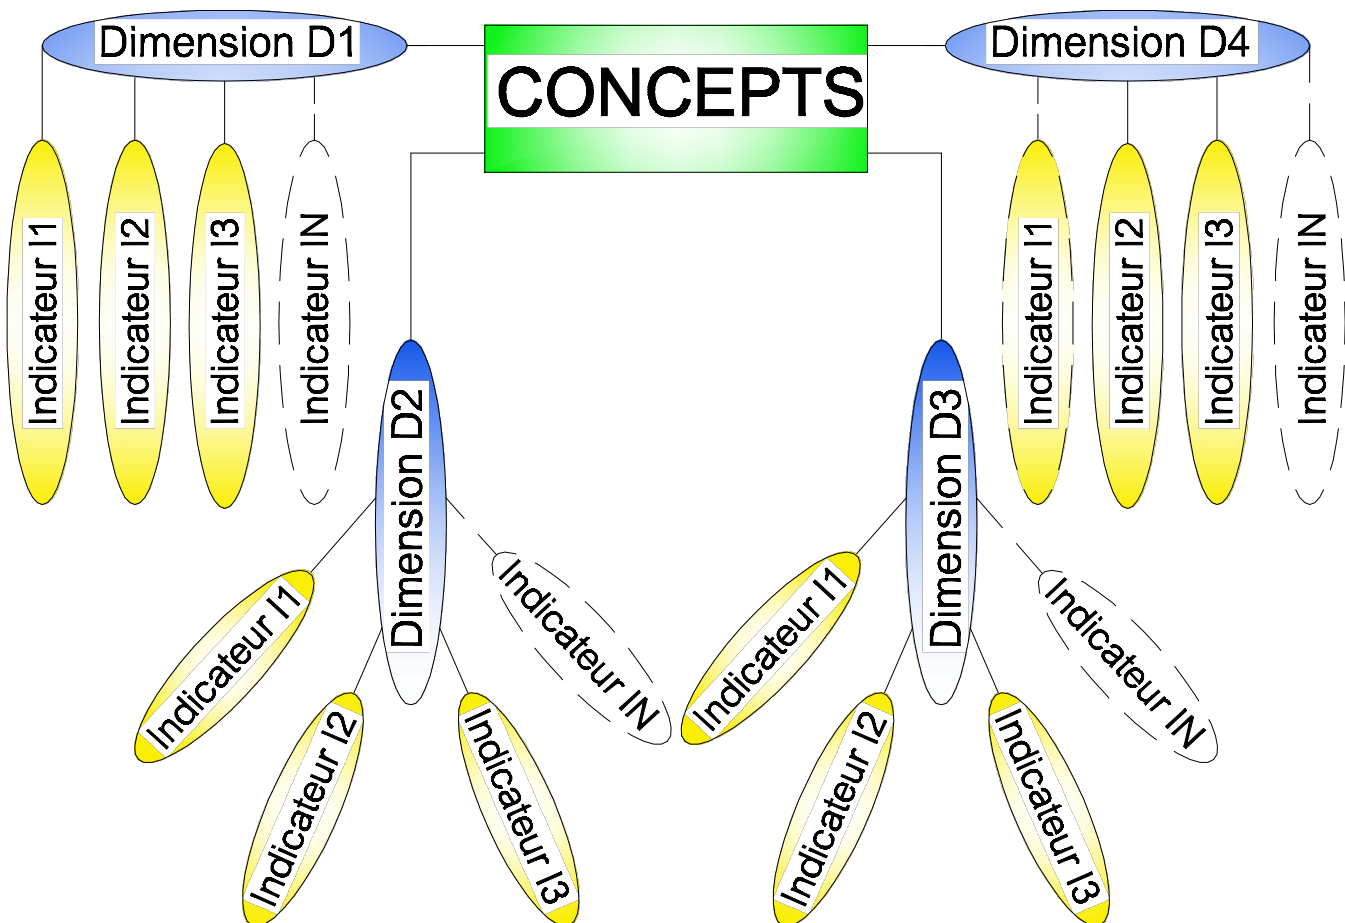 Dimension D1
CONCEPTS
Dimension D4
Indicateur I1
Indicateur I2
Indicateur I3
Indicateur IN
Indicateur I1
Indicateur I2
Indicateur I3
Indicateur IN
Dimension D2
Dimension D3
Indicateur I1
Indicateur I2
Indicateur I3
Indicateur IN
Indicateur I1
Indicateur I2
Indicateur I3
Indicateur IN